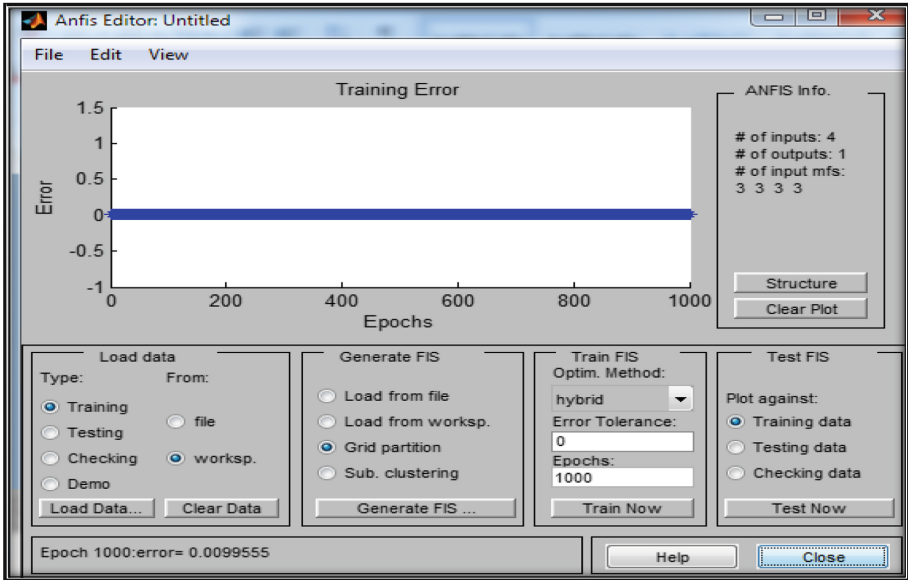 Anfis Editor: Untitled
File Edit View
Training Error
1.5
1
0.5
0
-0.5
-1
Error
0 200 400 600 800 1000
Epochs
ANFIS Info.
# of inputs: 4
# of outputs: 1
# of input mfs:
3 3 3 3
Structure
Clear Plot
Load data
Type: From:
Training
Testing
Checking
Demo
file
worksp.
Load Data... Clear Data
Generate FIS
Load from file
Load from worksp.
Grid partition
Sub. clustering
Generate FIS ...
Train FIS
Optim. Method:
hybrid
Error Tolerance:
0
Epochs:
1000
Train Now
Test FIS
Plot against:
Training data
Testing data
Checking data
Test Now
Epoch 1000:error= 0.0099555
Help
Close